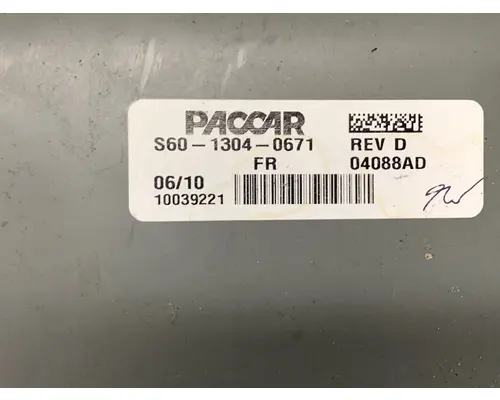 PACCAR
S60-1304-0671 REV D
FR 04088AD
06/10
10039221